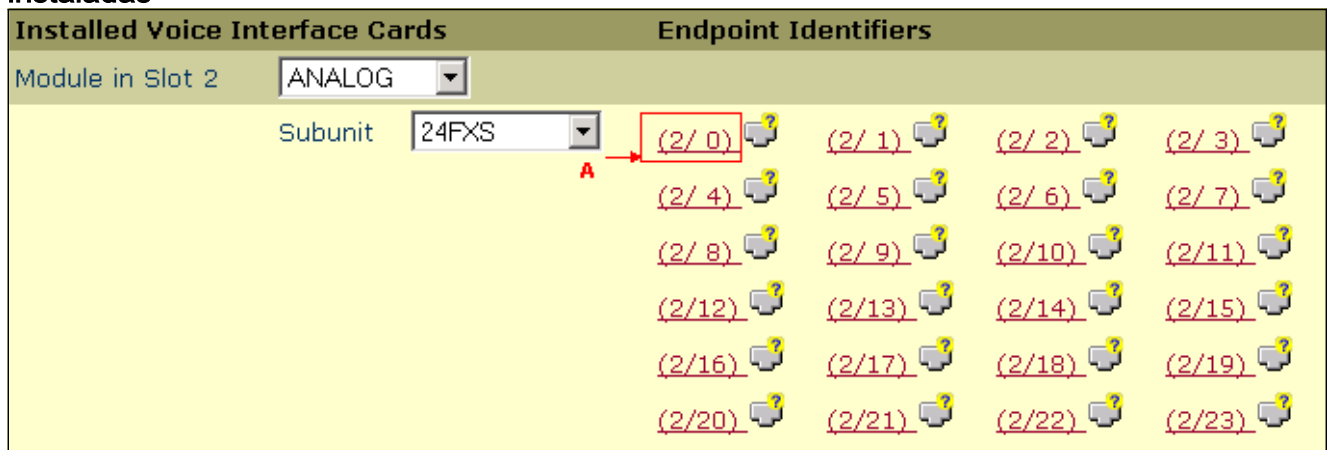 instaladas
Installed Voice Interface Cards Endpoint Identifiers
Module in Slot 2 ANALOG
Subunit 24FXS (2/ 0) ? (2/ 1) ? (2/ 2) ? (2/ 3) ?
A
(2/ 4) ? (2/ 5) ? (2/ 6) ? (2/ 7) ?
(2/ 8) ? (2/ 9) ? (2/10) ? (2/11) ?
(2/12) ? (2/13) ? (2/14) ? (2/15) ?
(2/16) ? (2/17) ? (2/18) ? (2/19) ?
(2/20) ? (2/21) ? (2/22) ? (2/23) ?